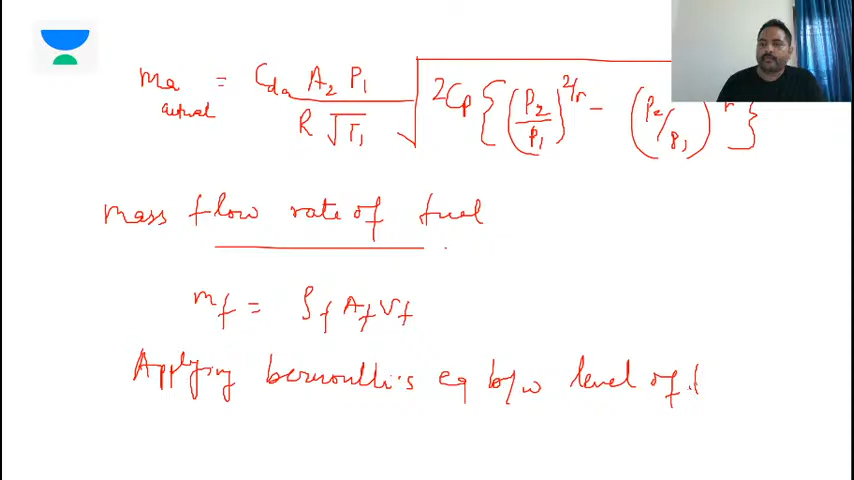 ma actual = Cda A2 P1 / R √T1 √ 2Cp { (P2/P1)^2/r − (P2/P1) r }
mass flow rate of fuel
mf = ρf Af Vf
Applying bernoulli's eq b/w level of